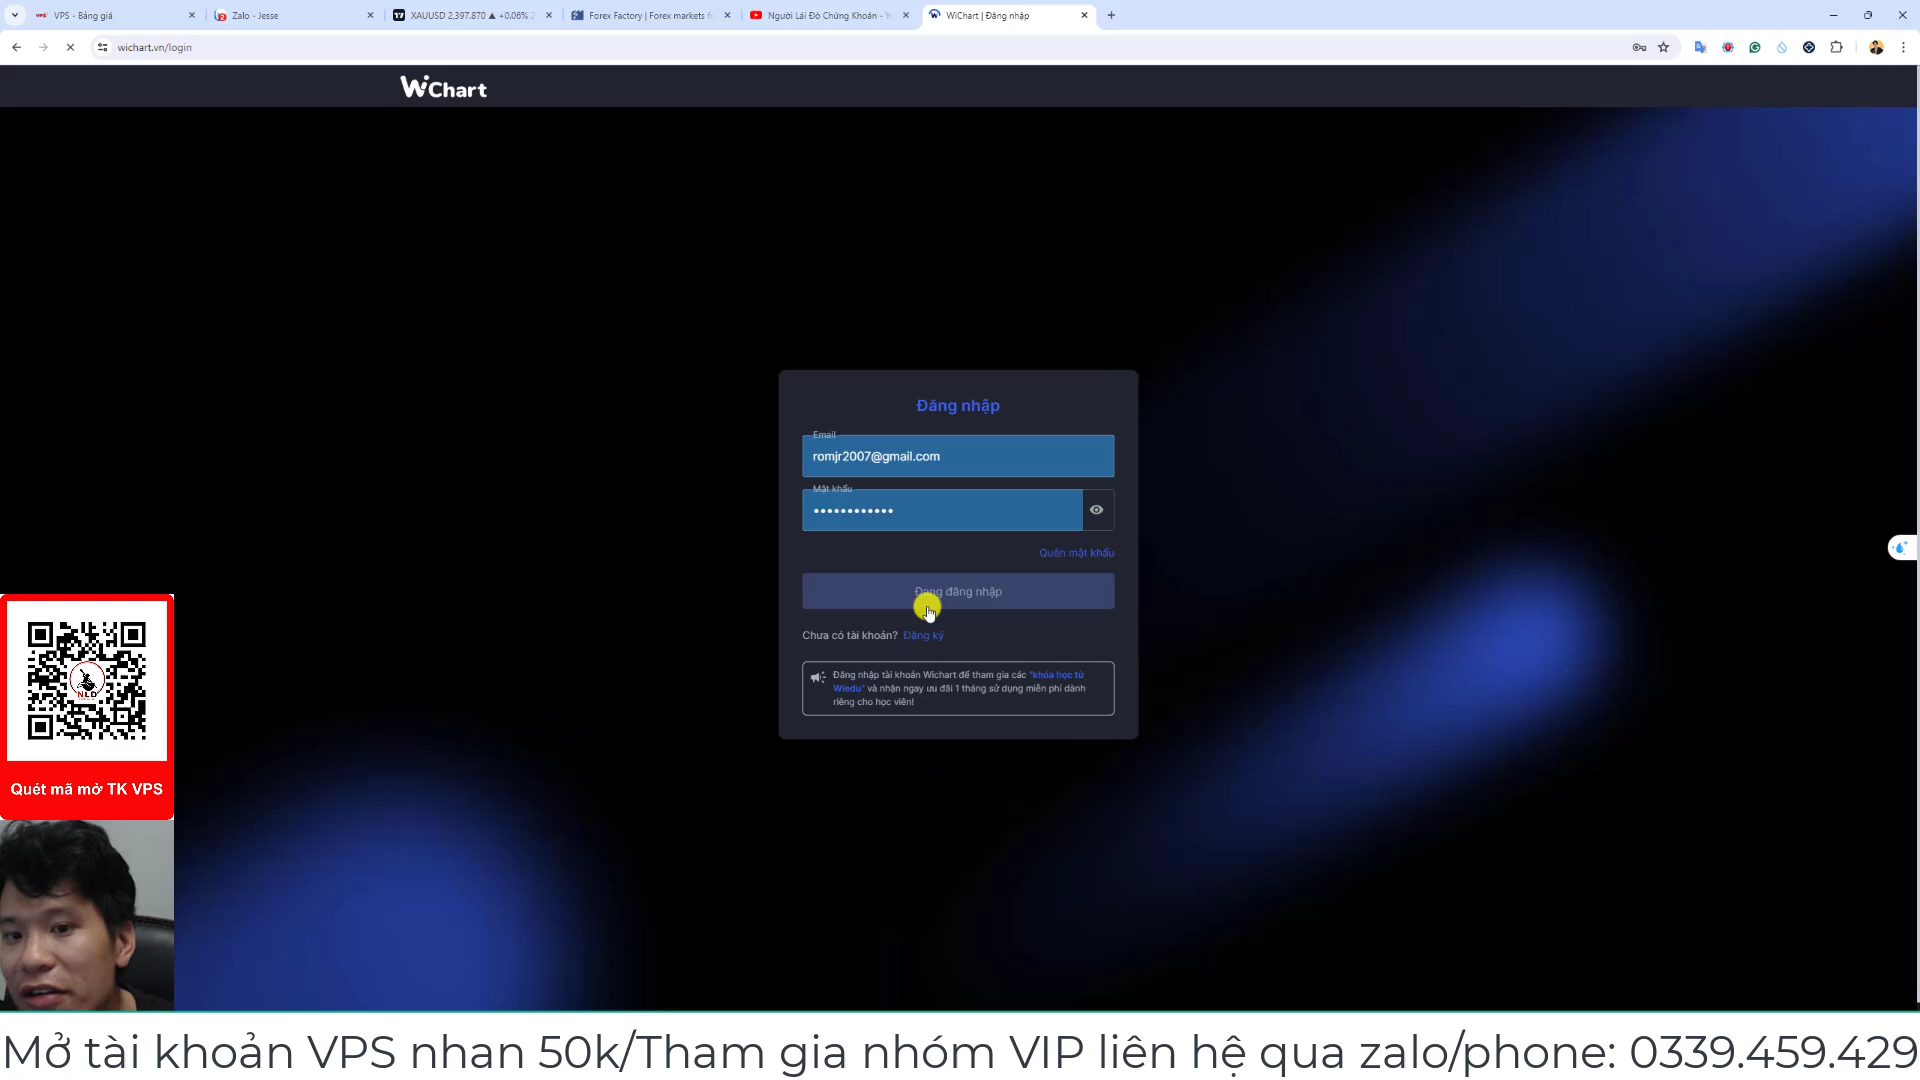 VPS - Bảng giá
Zalo - Jesse
XAUUSD 2,397.870 ▲ +0.06% 2
Forex Factory | Forex markets fo
Người Lái Đò Chứng Khoán - Yo
WiChart | Đăng nhập
wichart.vn/login
WiChart
Đăng nhập
Email
romjr2007@gmail.com
Mật khẩu
••••••••••••
Quên mật khẩu
Đang đăng nhập
Chưa có tài khoản? Đăng ký
Đăng nhập tài khoản Wichart để tham gia các "khóa học từ
Wiedu" và nhận ngay ưu đãi 1 tháng sử dụng miễn phí dành
riêng cho học viên!
NLD
Quét mã mở TK VPS
Mở tài khoản VPS nhan 50k/Tham gia nhóm VIP liên hệ qua zalo/phone: 0339.459.429